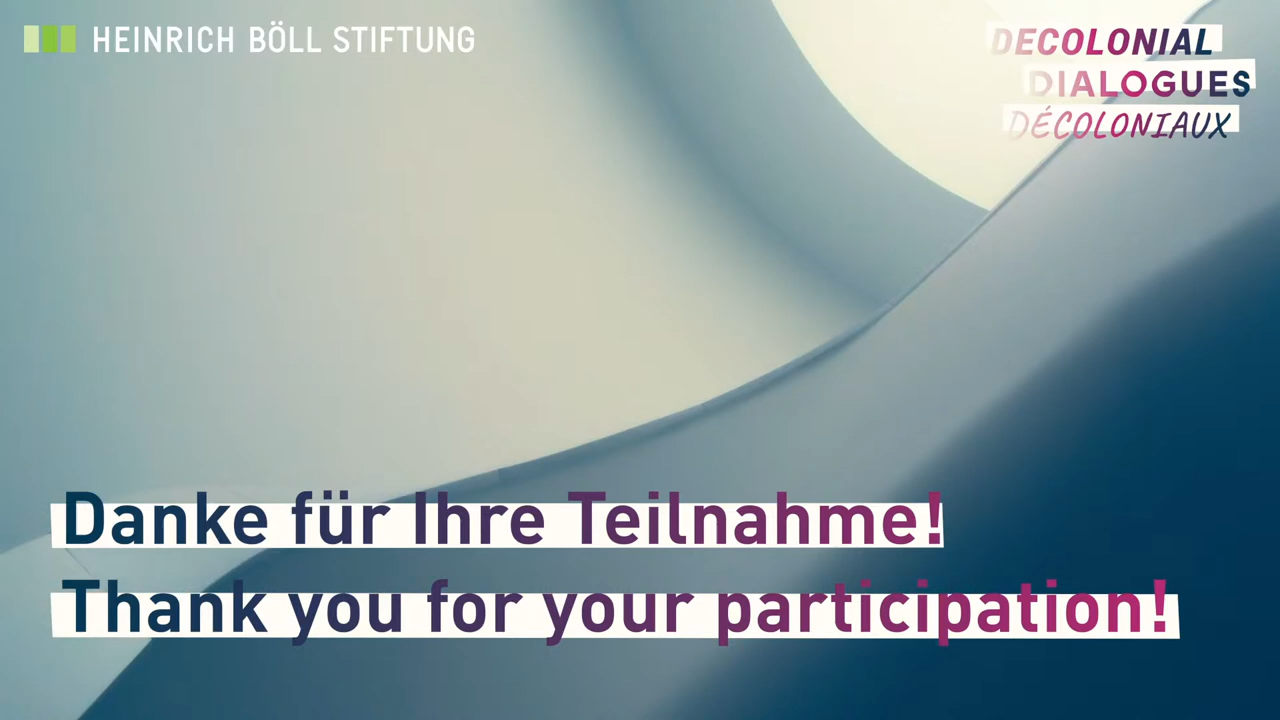 HEINRICH BÖLL STIFTUNG
DECOLONIAL
DIALOGUES
DÉCOLONIAUX
Danke für Ihre Teilnahme!
Thank you for your participation!